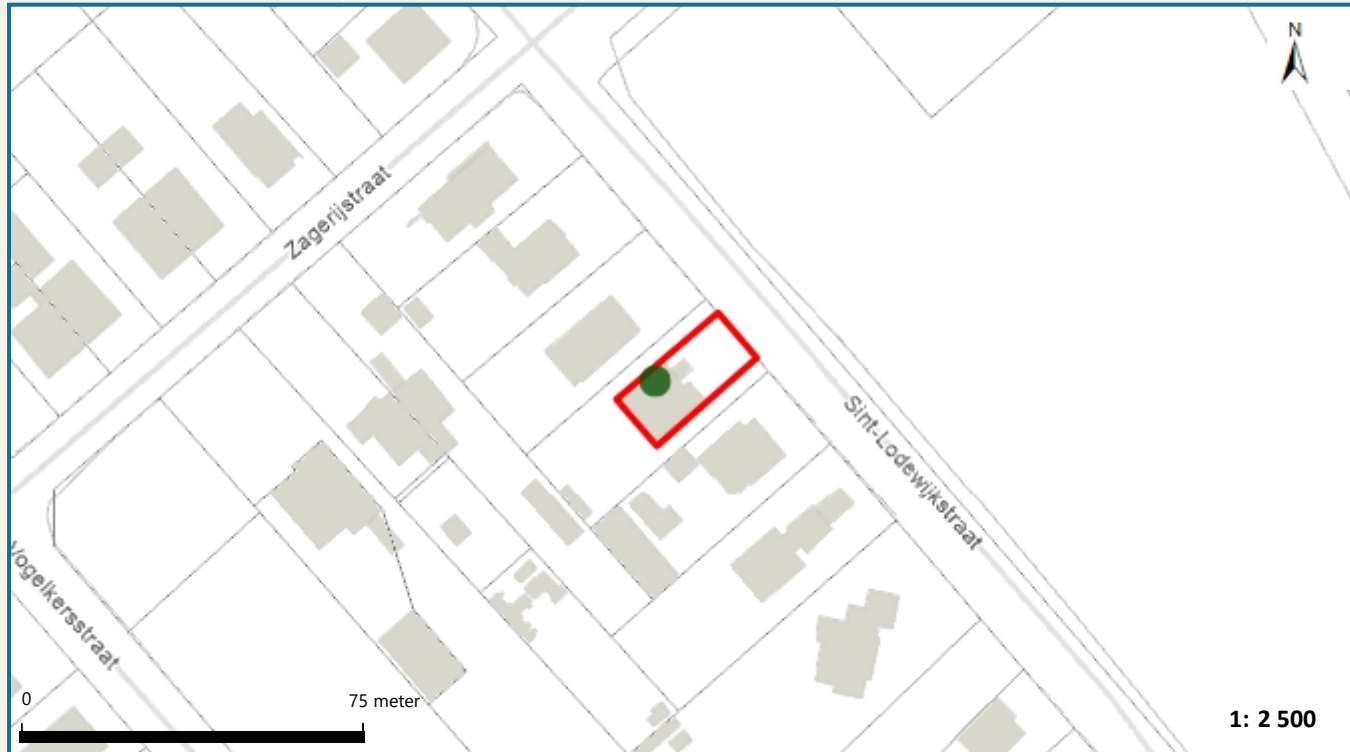 N
Zagerijstraat
Sint-Lodewijkstraat
Vogelkersstraat
0
75 meter
1: 2 500